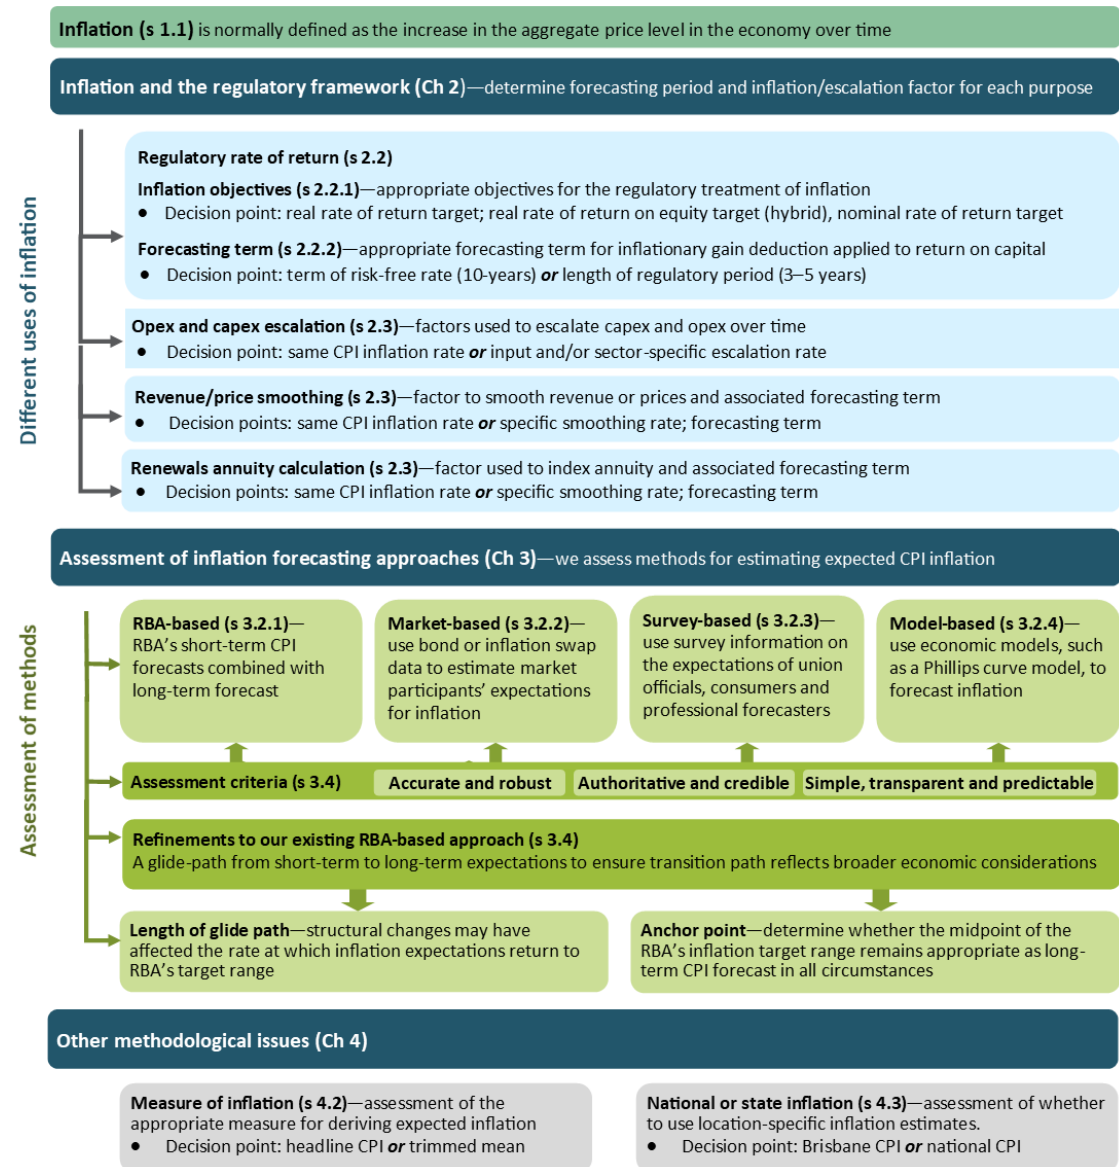 Inflation (s 1.1) is normally defined as the increase in the aggregate price level in the economy over time
Inflation and the regulatory framework (Ch 2)—determine forecasting period and inflation/escalation factor for each purpose
Different uses of inflation
Regulatory rate of return (s 2.2)
Inflation objectives (s 2.2.1)—appropriate objectives for the regulatory treatment of inflation
● Decision point: real rate of return target; real rate of return on equity target (hybrid), nominal rate of return target
Forecasting term (s 2.2.2)—appropriate forecasting term for inflationary gain deduction applied to return on capital
● Decision point: term of risk-free rate (10-years) or length of regulatory period (3–5 years)
Opex and capex escalation (s 2.3)—factors used to escalate capex and opex over time
● Decision point: same CPI inflation rate or input and/or sector-specific escalation rate
Revenue/price smoothing (s 2.3)—factor to smooth revenue or prices and associated forecasting term
● Decision points: same CPI inflation rate or specific smoothing rate; forecasting term
Renewals annuity calculation (s 2.3)—factor used to index annuity and associated forecasting term
● Decision points: same CPI inflation rate or specific smoothing rate; forecasting term
Assessment of inflation forecasting approaches (Ch 3)—we assess methods for estimating expected CPI inflation
Assessment of methods
RBA-based (s 3.2.1)—
RBA's short-term CPI
forecasts combined with
long-term forecast
Market-based (s 3.2.2)—
use bond or inflation swap
data to estimate market
participants' expectations
for inflation
Survey-based (s 3.2.3)—
use survey information on
the expectations of union
officials, consumers and
professional forecasters
Model-based (s 3.2.4)—
use economic models, such
as a Phillips curve model, to
forecast inflation
Assessment criteria (s 3.4) Accurate and robust Authoritative and credible Simple, transparent and predictable
Refinements to our existing RBA-based approach (s 3.4)
A glide-path from short-term to long-term expectations to ensure transition path reflects broader economic considerations
Length of glide path—structural changes may have
affected the rate at which inflation expectations return to
RBA's target range
Anchor point—determine whether the midpoint of the
RBA's inflation target range remains appropriate as long-
term CPI forecast in all circumstances
Other methodological issues (Ch 4)
Measure of inflation (s 4.2)—assessment of the
appropriate measure for deriving expected inflation
● Decision point: headline CPI or trimmed mean
National or state inflation (s 4.3)—assessment of whether
to use location-specific inflation estimates.
● Decision point: Brisbane CPI or national CPI